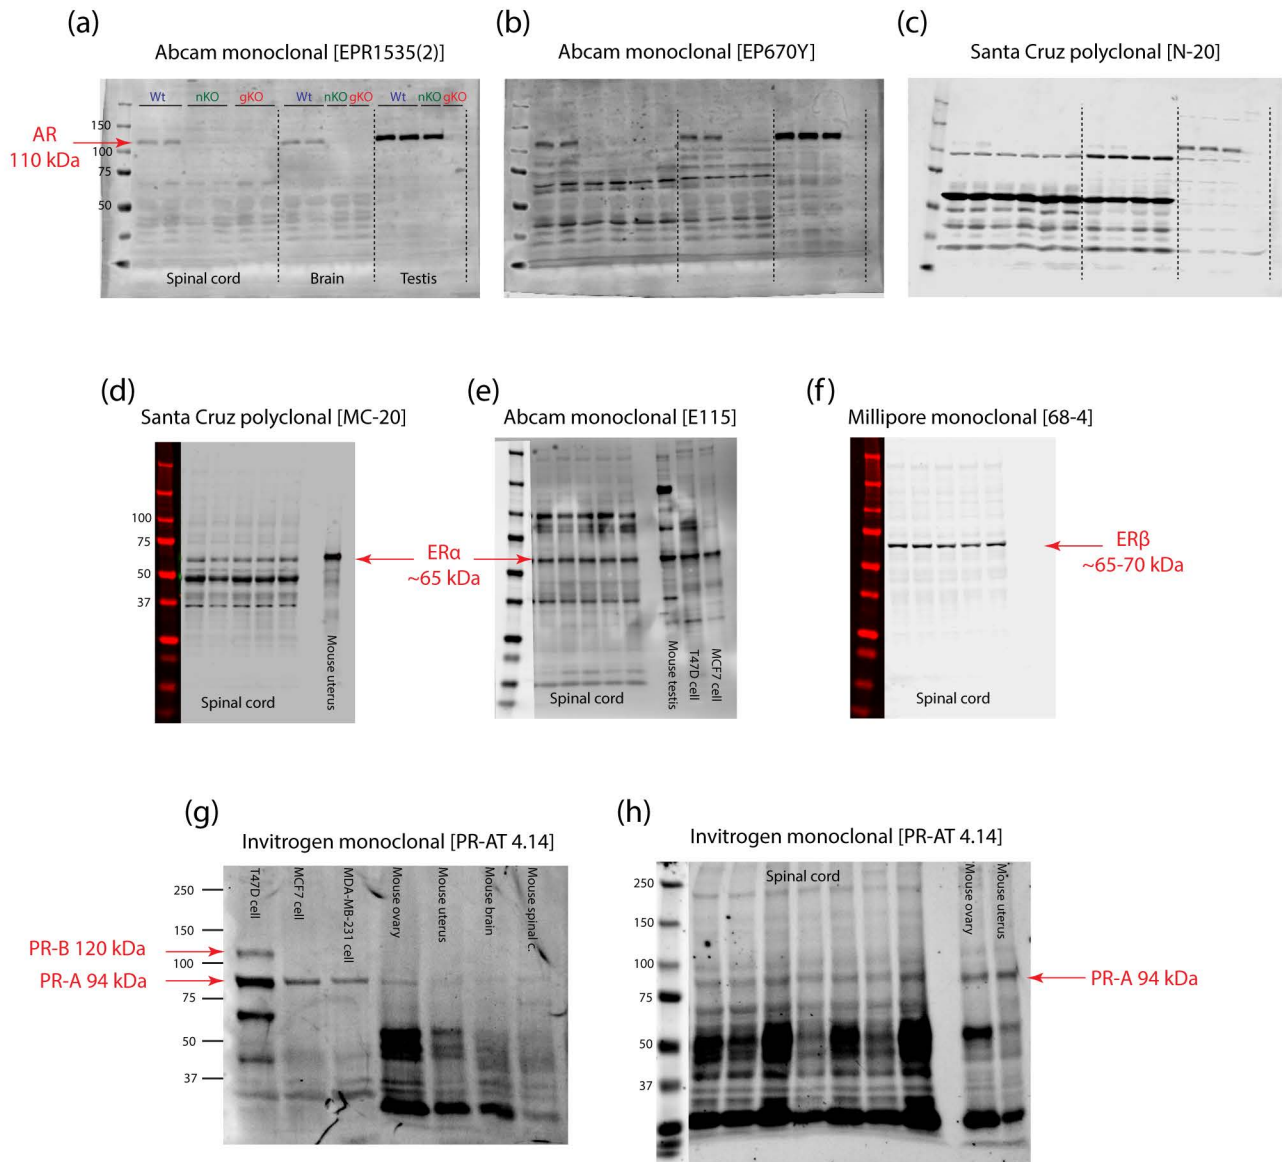 (a)
Abcam monoclonal [EPR1535(2)]
Wt nKO gKO Wt nKO gKO Wt nKO gKO
150
AR
110 kDa
100
75
50
Spinal cord Brain Testis
(b)
Abcam monoclonal [EP670Y]
(c)
Santa Cruz polyclonal [N-20]
(d)
Santa Cruz polyclonal [MC-20]
100
75
50
37
Spinal cord
Mouse uterus
ERα
~65 kDa
(e)
Abcam monoclonal [E115]
Spinal cord
Mouse testis
T47D cell
MCF7 cell
(f)
Millipore monoclonal [68-4]
ERβ
~65-70 kDa
Spinal cord
(g)
Invitrogen monoclonal [PR-AT 4.14]
T47D cell
MCF7 cell
MDA-MB-231 cell
Mouse ovary
Mouse uterus
Mouse brain
Mouse spinal c.
250
150
PR-B 120 kDa
100
PR-A 94 kDa
75
50
37
(h)
Invitrogen monoclonal [PR-AT 4.14]
Spinal cord
Mouse ovary
Mouse uterus
250
150
100
PR-A 94 kDa
75
50
37